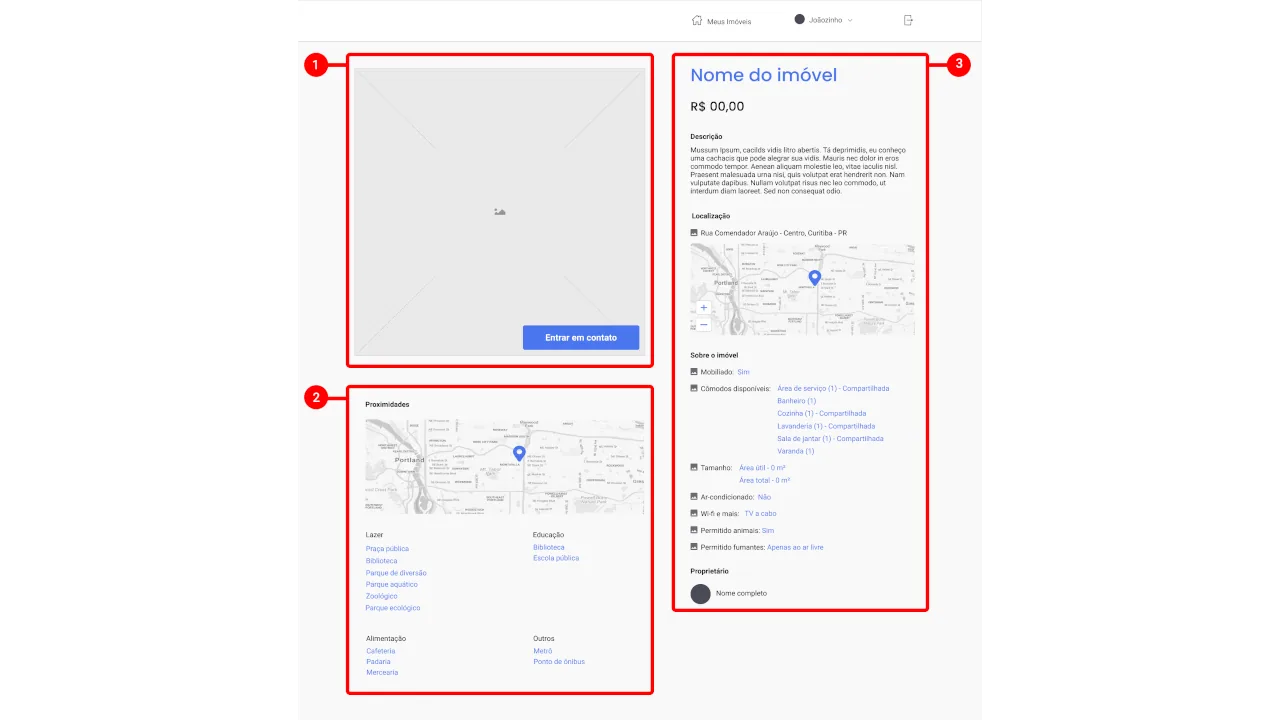 Meus Imóveis
Joãozinho
1
Entrar em contato
2
Proximidades
Portland
Lazer
Praça pública
Biblioteca
Parque de diversão
Parque aquático
Zoológico
Parque ecológico
Educação
Biblioteca
Escola pública
Alimentação
Cafeteria
Padaria
Mercearia
Outros
Metrô
Ponto de ônibus
3
Nome do imóvel
R$ 00,00
Descrição
Mussum Ipsum, cacilds vidis litro abertis. Tá deprimidis, eu conheço
uma cachacis que pode alegrar sua vidis. Mauris nec dolor in eros
commodo tempor. Aenean aliquam molestie leo, vitae iaculis nisl.
Praesent malesuada urna nisi, quis volutpat erat hendrerit non. Nam
vulputate dapibus. Nullam volutpat risus nec leo commodo, ut
interdum diam laoreet. Sed non consequat odio.
Localização
Rua Comendador Araújo - Centro, Curitiba - PR
Portland
+
−
Sobre o imóvel
Mobiliado: Sim
Cômodos disponíveis: Área de serviço (1) - Compartilhada
Banheiro (1)
Cozinha (1) - Compartilhada
Lavanderia (1) - Compartilhada
Sala de jantar (1) - Compartilhada
Varanda (1)
Tamanho: Área útil - 0 m²
Área total - 0 m²
Ar-condicionado: Não
Wi-fi e mais: TV a cabo
Permitido animais: Sim
Permitido fumantes: Apenas ao ar livre
Proprietário
Nome completo